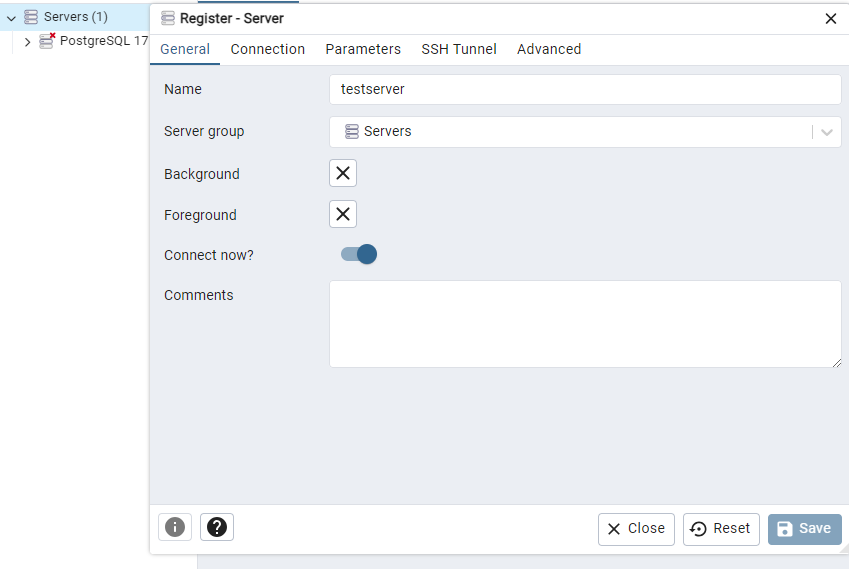 Servers (1)
PostgreSQL 17
Register - Server
General Connection Parameters SSH Tunnel Advanced
Name testserver
Server group Servers
Background
Foreground
Connect now?
Comments
Close Reset Save